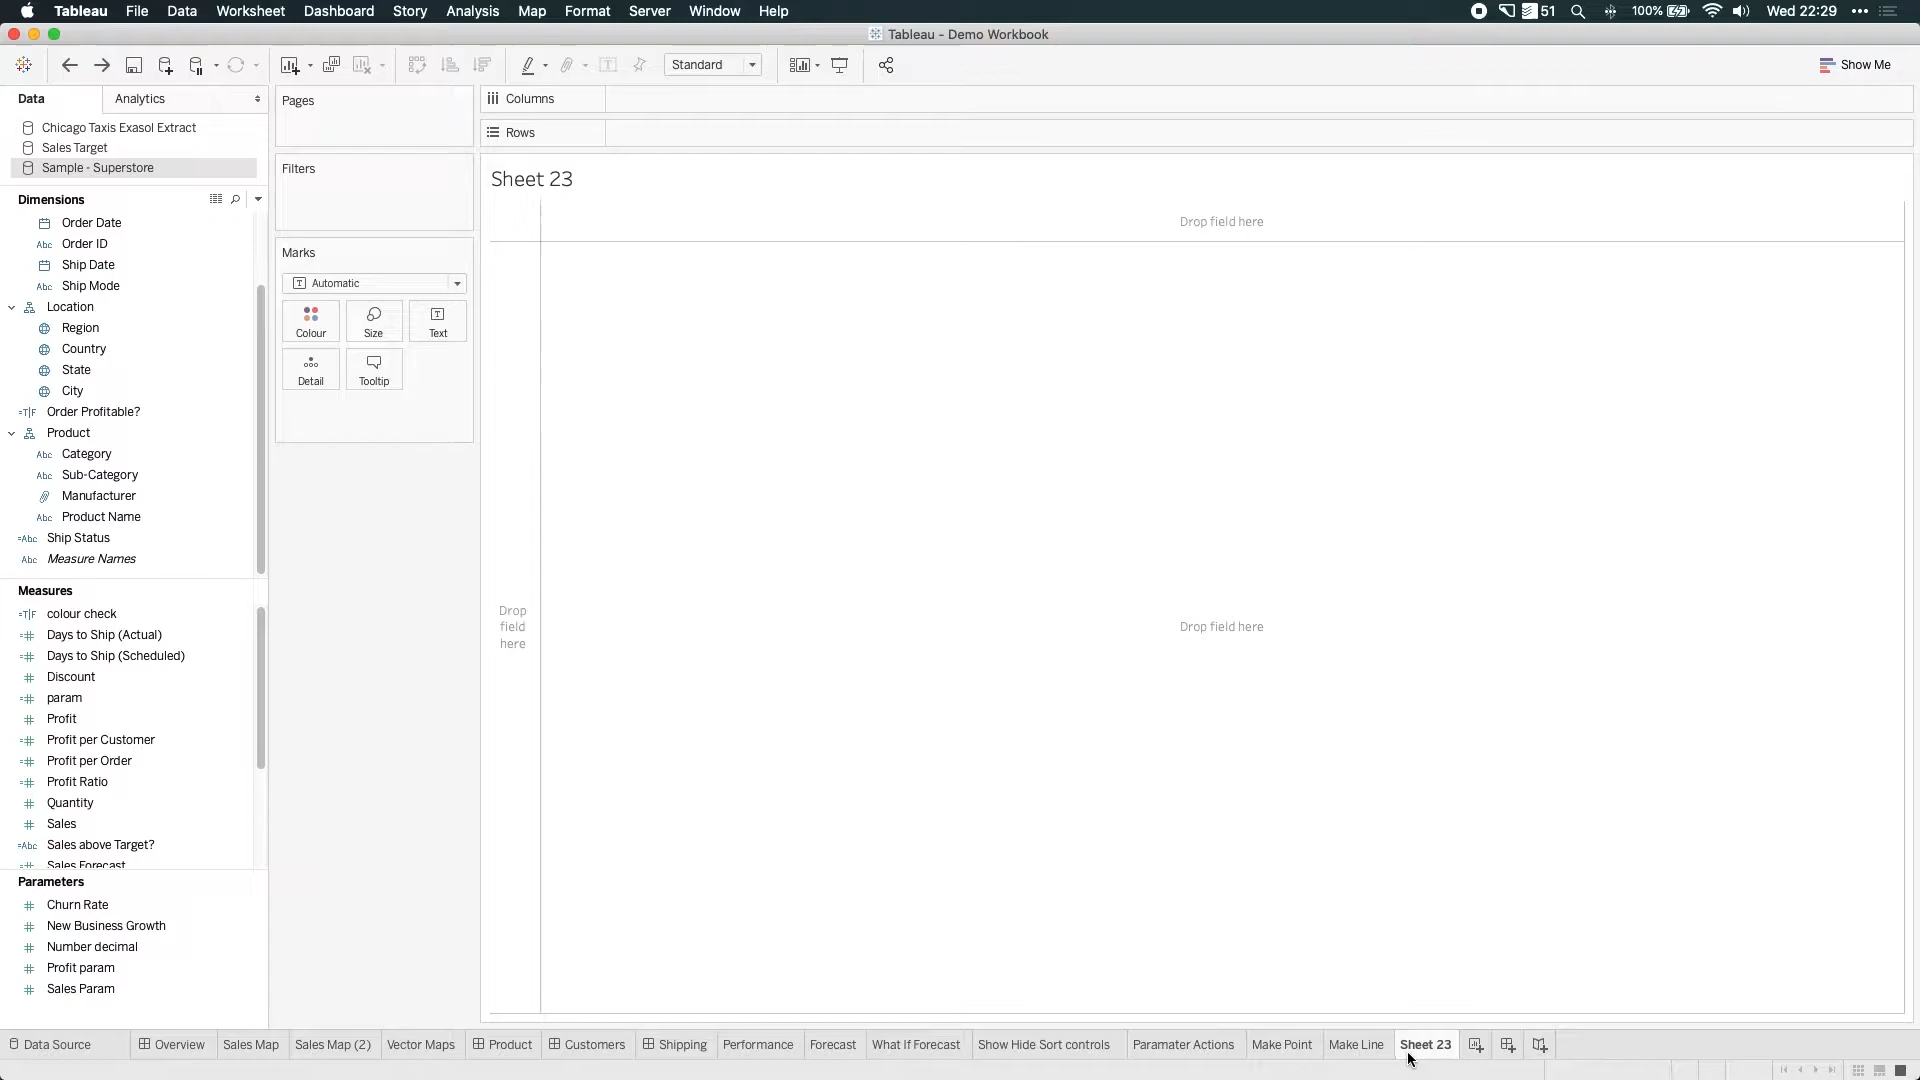 Tableau File Data Worksheet Dashboard Story Analysis Map Format Server Window Help 51 100% Wed 22:29
Tableau - Demo Workbook
Standard
Show Me
Data Analytics
Chicago Taxis Exasol Extract
Sales Target
Sample - Superstore
Dimensions
Order Date
Abc Order ID
Ship Date
Abc Ship Mode
Location
Region
Country
State
City
=T|F Order Profitable?
Product
Abc Category
Abc Sub-Category
Manufacturer
Abc Product Name
=Abc Ship Status
Abc Measure Names
Measures
=T|F colour check
=# Days to Ship (Actual)
=# Days to Ship (Scheduled)
# Discount
=# param
# Profit
=# Profit per Customer
=# Profit per Order
=# Profit Ratio
# Quantity
# Sales
=Abc Sales above Target?
=# Sales Forecast
Parameters
# Churn Rate
# New Business Growth
# Number decimal
# Profit param
# Sales Param
Pages
Filters
Marks
T Automatic
Colour Size Text
Detail Tooltip
Columns
Rows
Sheet 23
Drop field here
Drop
field
here
Drop field here
Data Source Overview Sales Map Sales Map (2) Vector Maps Product Customers Shipping Performance Forecast What If Forecast Show Hide Sort controls Paramater Actions Make Point Make Line Sheet 23